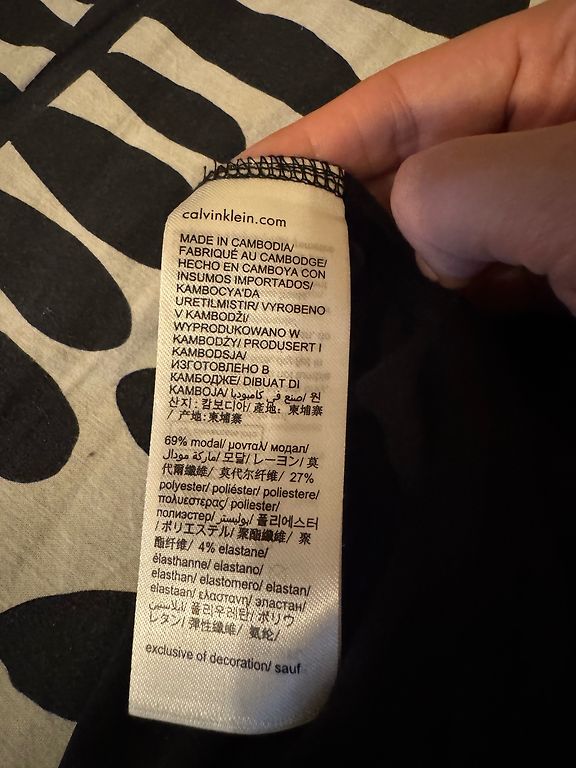 calvinklein.com
MADE IN CAMBODIA/
FABRIQUÉ AU CAMBODGE/
HECHO EN CAMBOYA CON
INSUMOS IMPORTADOS/
KAMBOÇYA'DA
URETILMISTIR/ VYROBENO
V KAMBODŽI/
WYPRODUKOWANO W
KAMBODŻY/ PRODUSERT I
KAMBODSJA/
ИЗГОТОВЛЕНО В
КАМБОДЖЕ/ DIBUAT DI
KAMBOJA/ صنع في كامبوديا/ 원
산지 : 캄보디아/ 產地: 柬埔寨
/ 产地:柬埔寨
69% modal/ μονταλ/ модал/
ماركة مودال/ 모달/ レーヨン/ 莫
代爾纖維/ 莫代尔纤维/ 27%
polyester/ poliéster/ poliestere/
πολυεστερας/ poliester/
полиэстер/ بوليستر/ 폴리에스터
/ ポリエステル/ 聚酯纖維/ 聚
酯纤维/ 4% elastane/
élasthanne/ elastano/
elasthan/ elastomero/ elastan/
elastaan/ ελαστανη/ эластан/
ايلاستين/ 폴리우레탄/ ポリウ
レタン/ 彈性纖維/ 氨纶/
exclusive of decoration/ sauf